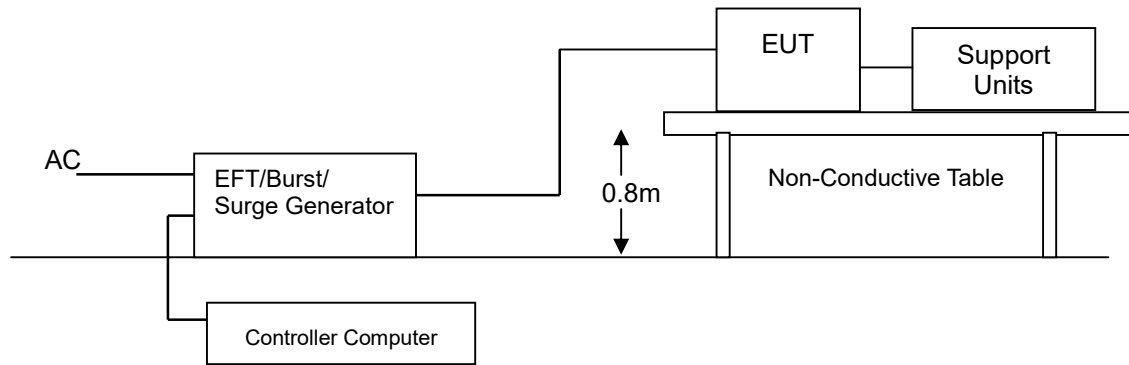 EUT
Support
Units
AC
EFT/Burst/
Surge Generator
0.8m
Non-Conductive Table
Controller Computer